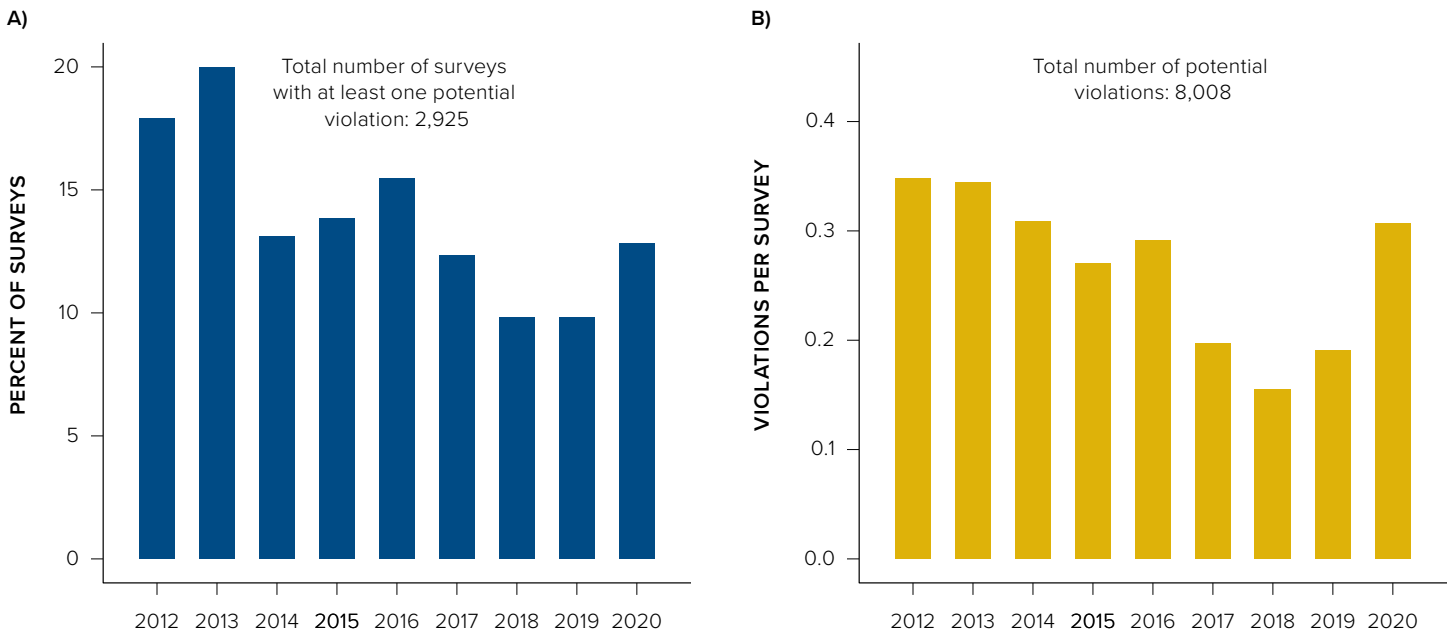 A)
Total number of surveys
with at least one potential
violation: 2,925
PERCENT OF SURVEYS
20
15
10
5
0
2012 2013 2014 2015 2016 2017 2018 2019 2020
B)
Total number of potential
violations: 8,008
VIOLATIONS PER SURVEY
0.4
0.3
0.2
0.1
0.0
2012 2013 2014 2015 2016 2017 2018 2019 2020